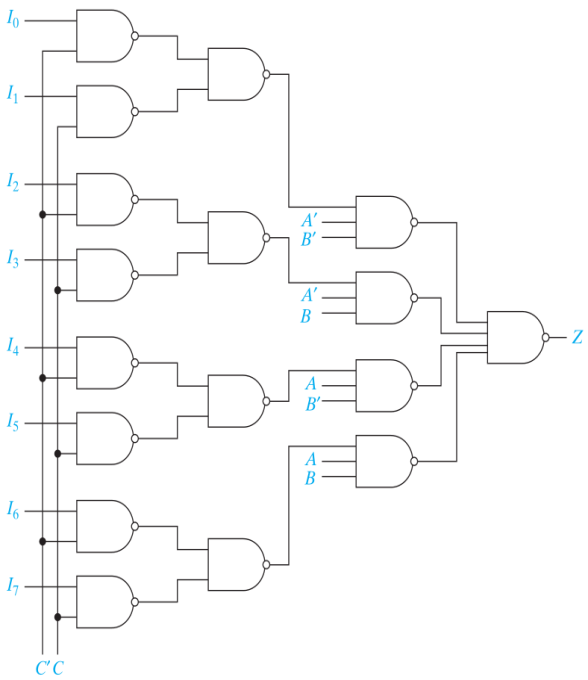 I₀
I₁
I₂
I₃
I₄
I₅
I₆
I₇
A′
B′
A′
B
A
B′
A
B
Z
C′ C